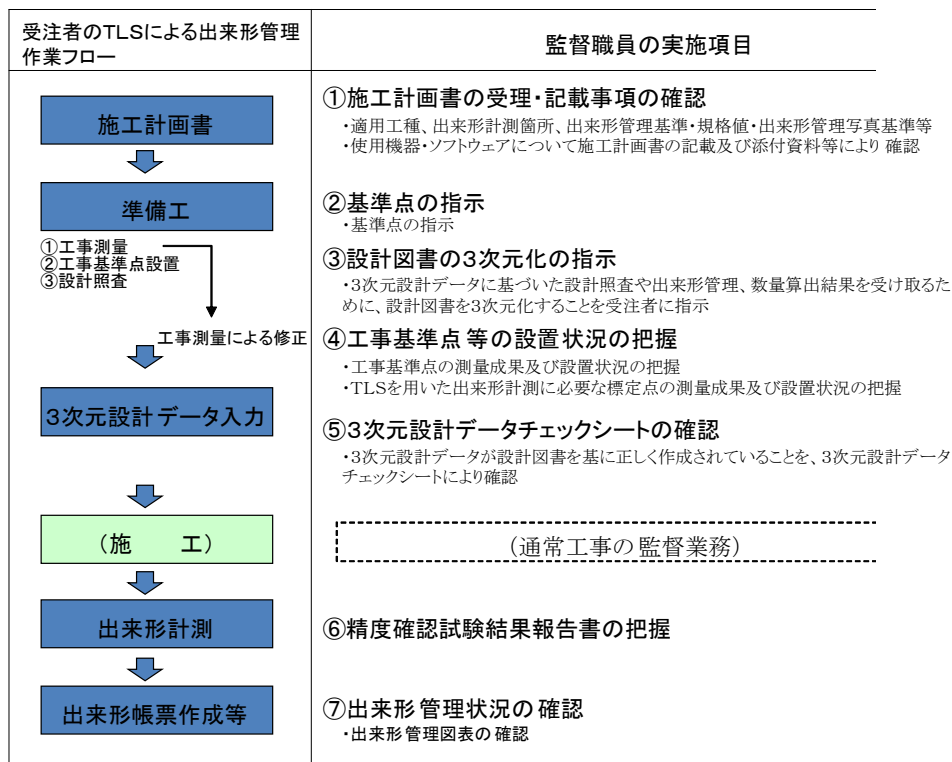 受注者のTLSによる出来形管理
作業フロー
監督職員の実施項目
施工計画書
準備工
①工事測量
②工事基準点設置
③設計照査
工事測量による修正
3次元設計データ入力
(施 工)
出来形計測
出来形帳票作成等
①施工計画書の受理・記載事項の確認
・適用工種、出来形計測箇所、出来形管理基準・規格値・出来形管理写真基準等
・使用機器・ソフトウェアについて施工計画書の記載及び添付資料等により 確認
②基準点の指示
・基準点の指示
③設計図書の3次元化の指示
・3次元設計データに基づいた設計照査や出来形管理、数量算出結果を受け取るた
めに、設計図書を3次元化することを受注者に指示
④工事基準点 等の設置状況の把握
・工事基準点の測量成果及び設置状況の把握
・TLSを用いた出来形計測に必要な標定点の測量成果及び設置状況の把握
⑤3次元設計データチェックシートの確認
・3次元設計データが設計図書を基に正しく作成されていることを、3次元設計データ
チェックシートにより確認
(通常工事の監督業務)
⑥精度確認試験結果報告書の把握
⑦出来形管理状況の確認
・出来形管理図表の確認